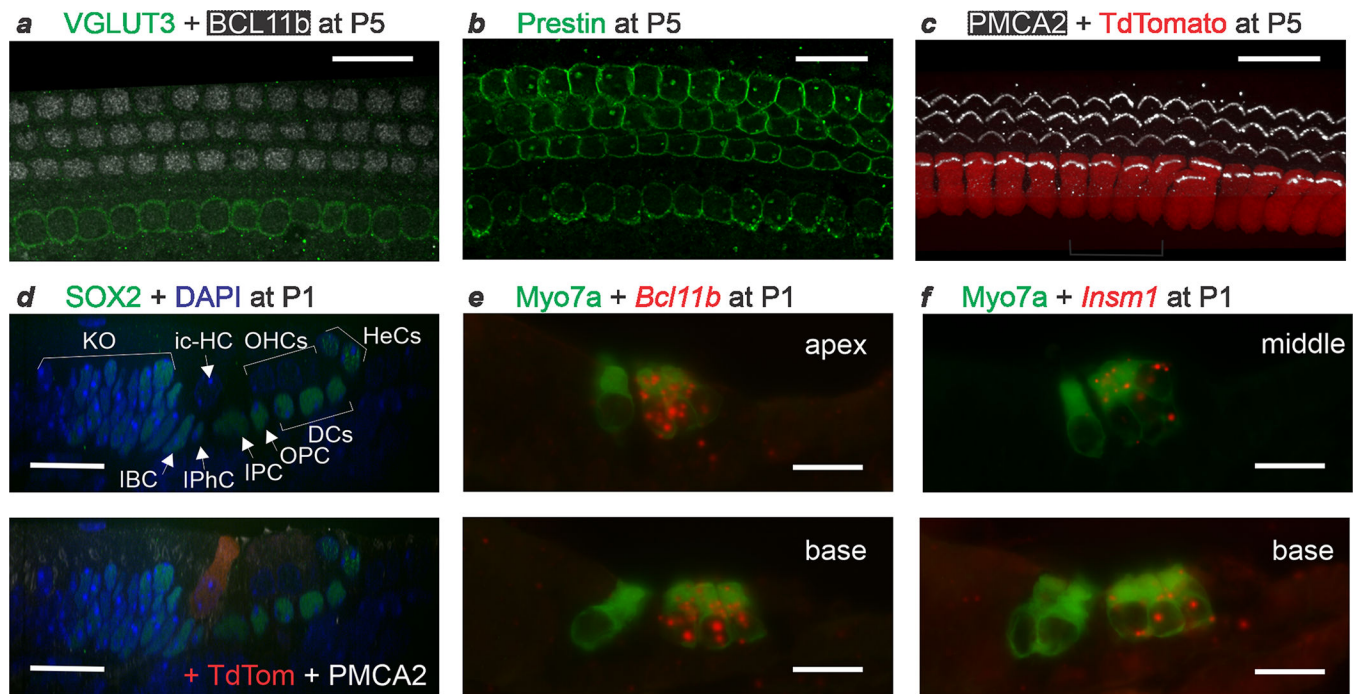 a VGLUT3 + BCL11b at P5
b Prestin at P5
c PMCA2 + TdTomato at P5
d SOX2 + DAPI at P1
KO
ic-HC
OHCs
HeCs
DCs
OPC
IPC
IPhC
IBC
+ TdTom + PMCA2
e Myo7a + Bcl11b at P1
apex
base
f Myo7a + Insm1 at P1
middle
base